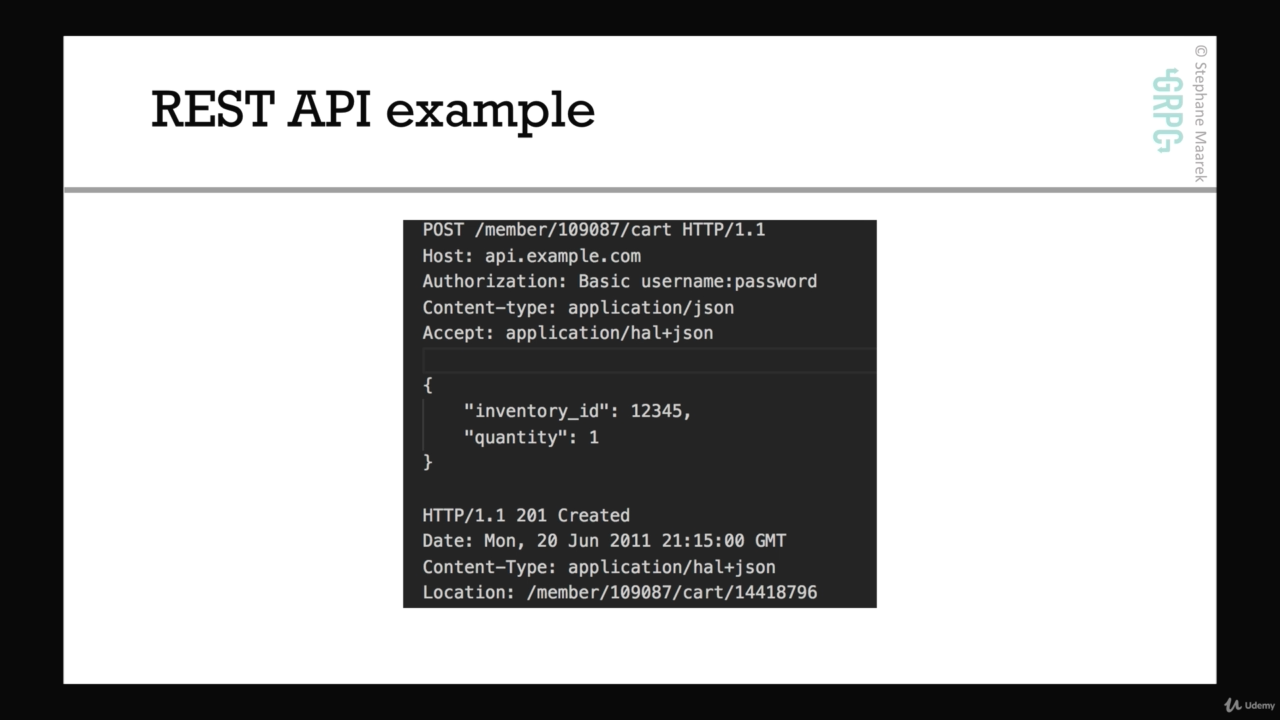 REST API example
GRPC
© Stephane Maarek
POST /member/109087/cart HTTP/1.1
Host: api.example.com
Authorization: Basic username:password
Content-type: application/json
Accept: application/hal+json
{
"inventory_id": 12345,
"quantity": 1
}
HTTP/1.1 201 Created
Date: Mon, 20 Jun 2011 21:15:00 GMT
Content-Type: application/hal+json
Location: /member/109087/cart/14418796
Udemy